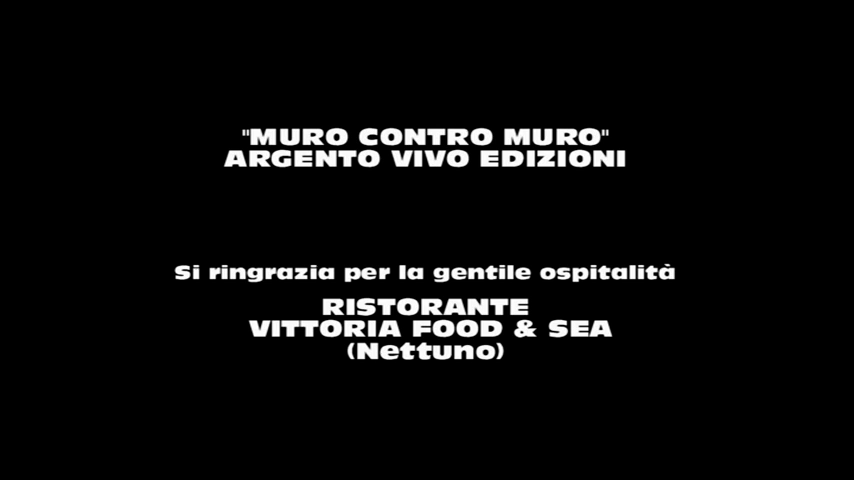 "MURO CONTRO MURO"
ARGENTO VIVO EDIZIONI
Si ringrazia per la gentile ospitalità
RISTORANTE
VITTORIA FOOD & SEA
(Nettuno)